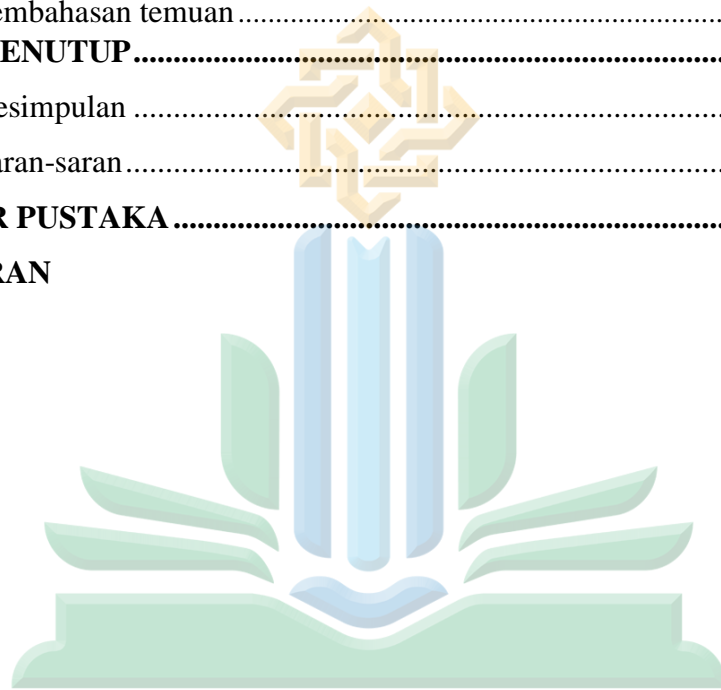 embahasan temuan ........................................................................
ENUTUP ........................................................................
esimpulan ........................................................................
aran-saran ........................................................................
R PUSTAKA ........................................................................
RAN